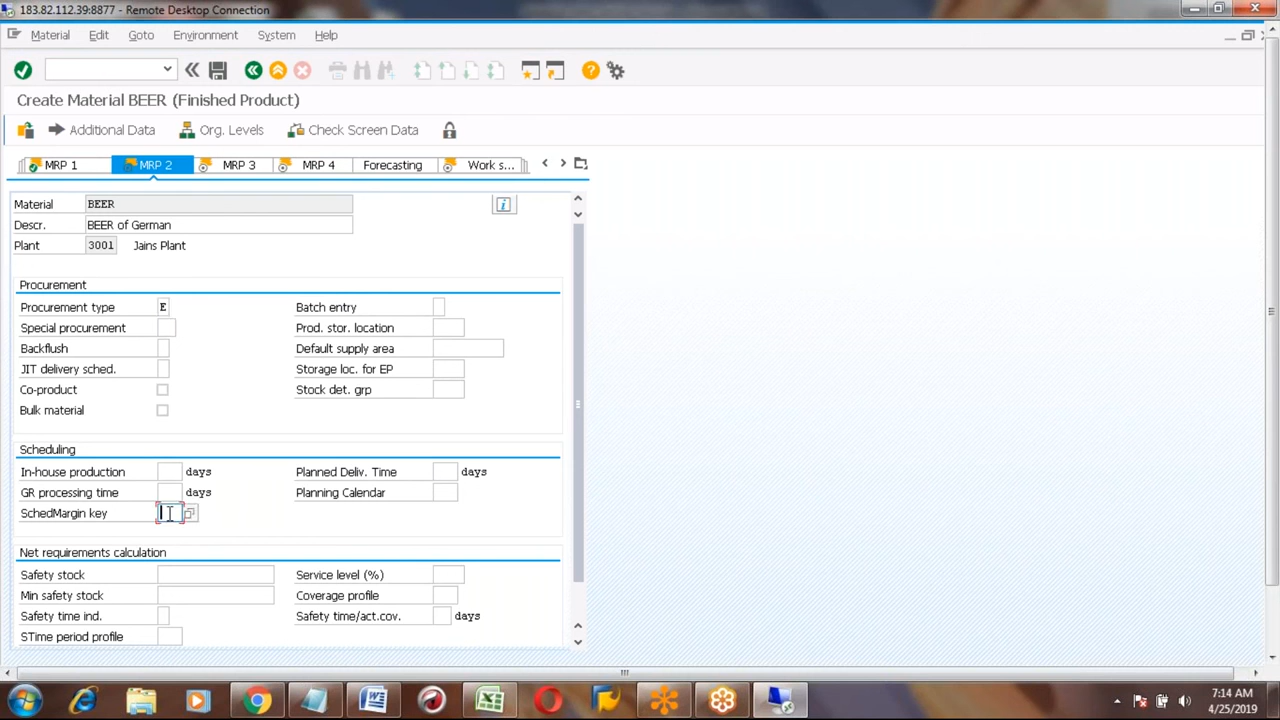 183.82.112.39:8877 - Remote Desktop Connection
Material Edit Goto Environment System Help
Create Material BEER (Finished Product)
Additional Data Org. Levels Check Screen Data
MRP 1 MRP 2 MRP 3 MRP 4 Forecasting Work s...
Material BEER
Descr. BEER of German
Plant 3001 Jains Plant
Procurement
Procurement type E Batch entry
Special procurement Prod. stor. location
Backflush Default supply area
JIT delivery sched. Storage loc. for EP
Co-product Stock det. grp
Bulk material
Scheduling
In-house production days Planned Deliv. Time days
GR processing time days Planning Calendar
SchedMargin key
Net requirements calculation
Safety stock Service level (%)
Min safety stock Coverage profile
Safety time ind. Safety time/act.cov. days
STime period profile
7:14 AM
4/25/2019